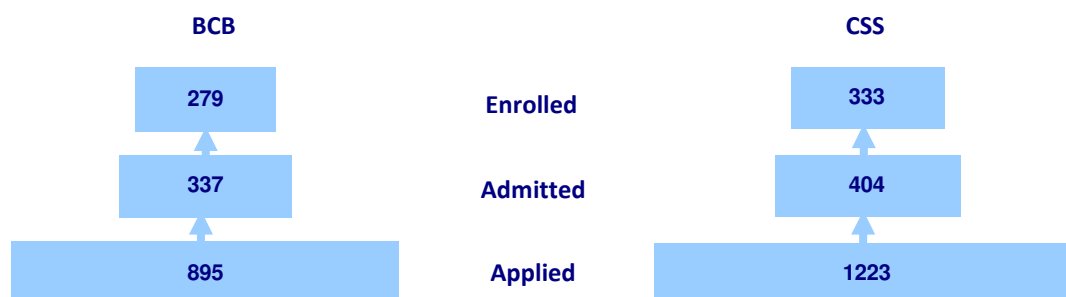 BCB
CSS
279
Enrolled
333
337
Admitted
404
895
Applied
1223